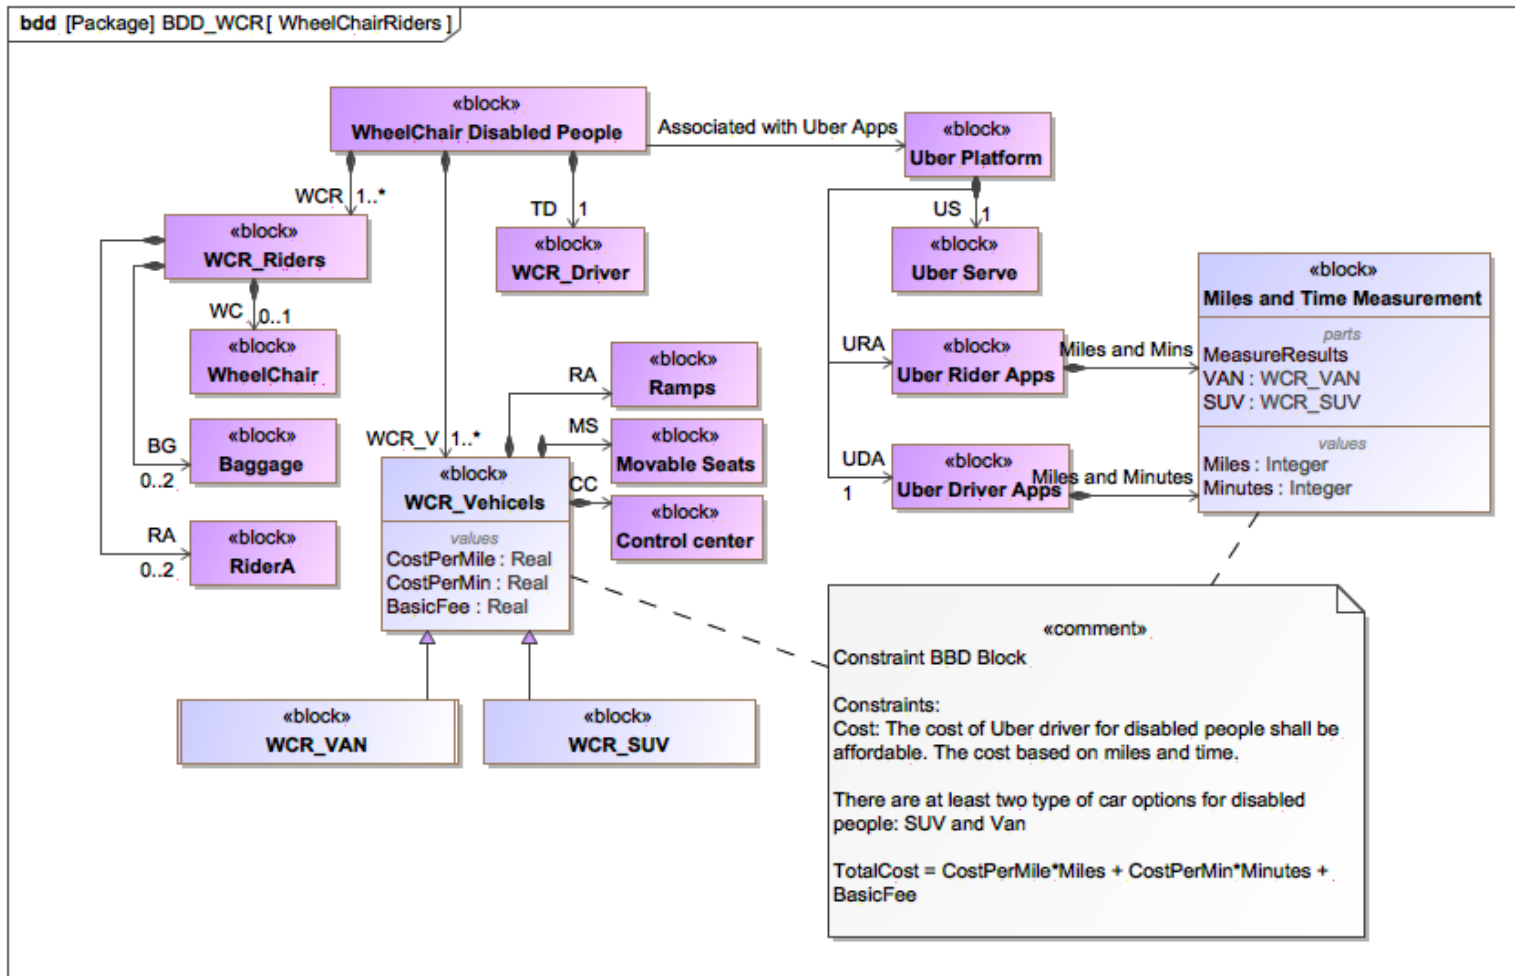 bdd [Package] BDD_WCR[ WheelChairRiders ]
«block»
WheelChair Disabled People
Associated with Uber Apps
«block»
Uber Platform
WCR 1..*
TD 1
US 1
«block»
WCR_Riders
«block»
WCR_Driver
«block»
Uber Serve
«block»
Miles and Time Measurement
parts
MeasureResults
VAN : WCR_VAN
SUV : WCR_SUV
values
Miles : Integer
Minutes : Integer
WC 0..1
«block»
WheelChair
URA
«block»
Uber Rider Apps
Miles and Mins
RA
«block»
Ramps
BG
0..2
«block»
Baggage
WCR_V 1..*
MS
«block»
Movable Seats
UDA
1
«block»
Uber Driver Apps
Miles and Minutes
«block»
WCR_Vehicels
values
CostPerMile : Real
CostPerMin : Real
BasicFee : Real
CC
«block»
Control center
RA
0..2
«block»
RiderA
«block»
WCR_VAN
«block»
WCR_SUV
«comment»
Constraint BBD Block
Constraints:
Cost: The cost of Uber driver for disabled people shall be
affordable. The cost based on miles and time.
There are at least two type of car options for disabled
people: SUV and Van
TotalCost = CostPerMile*Miles + CostPerMin*Minutes +
BasicFee